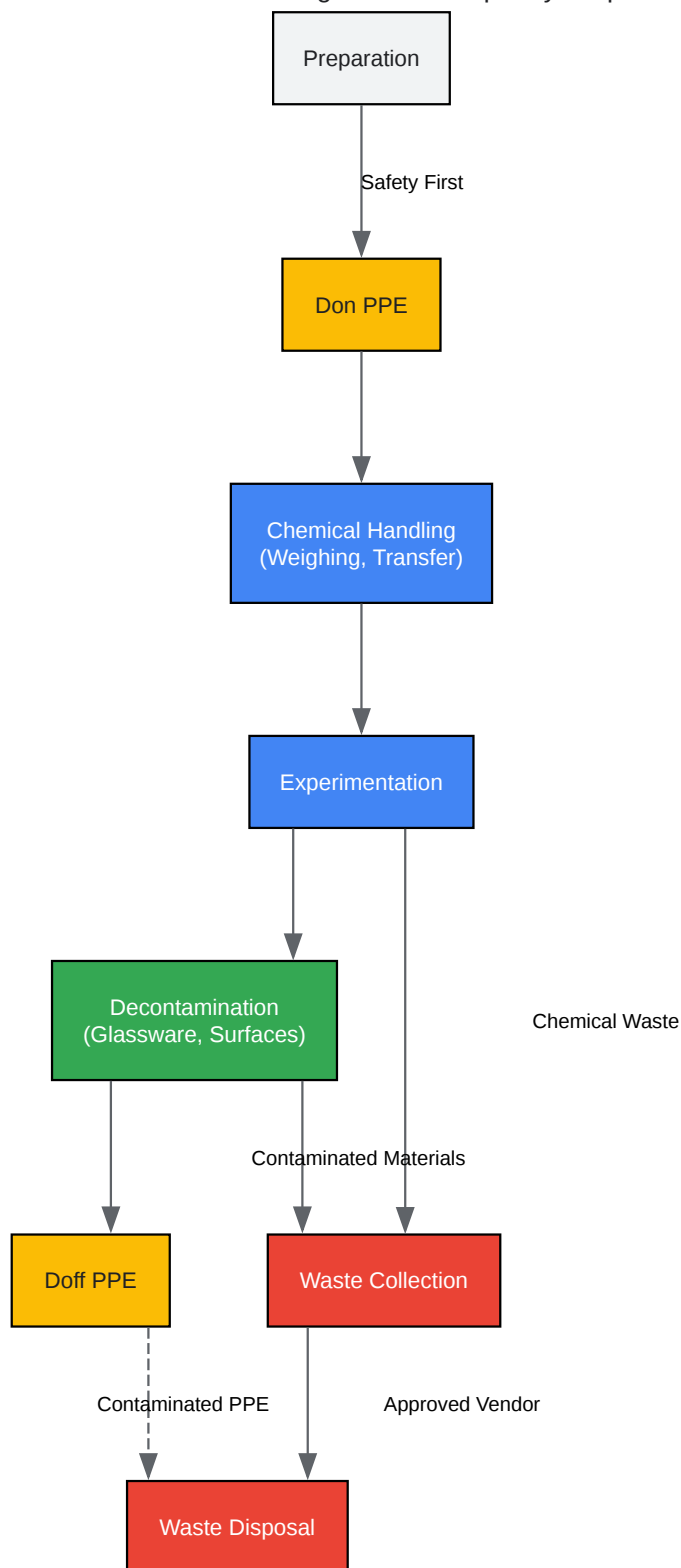 Preparation
Safety First
Don PPE
Chemical Handling
(Weighing, Transfer)
Experimentation
Decontamination
(Glassware, Surfaces)
Chemical Waste
Contaminated Materials
Doff PPE
Waste Collection
Contaminated PPE
Approved Vendor
Waste Disposal